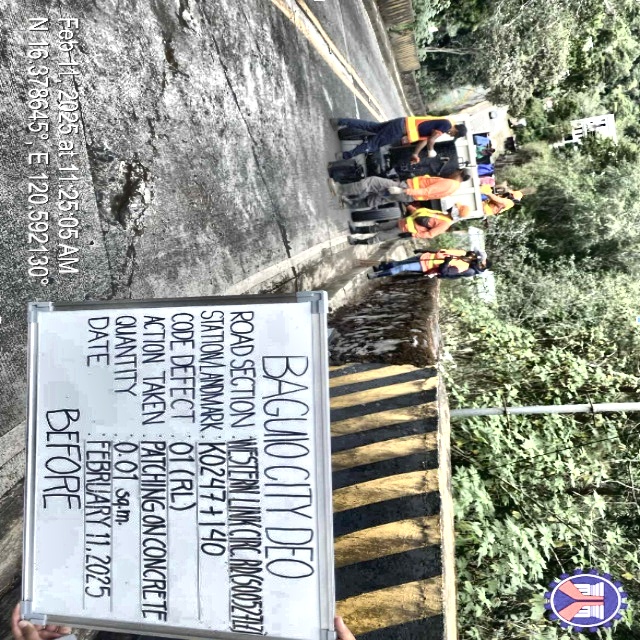 BAGUIO CITY DEO
ROAD SECTION : WESTERN LINK CIRC. RD(S00527LU)
STATION/LANDMARK : K0247+140
CODE DEFECT : 01 (RL)
ACTION TAKEN : PATCHING ON CONCRETE
QUANTITY : 0.01 sq.m
DATE : FEBRUARY 11, 2025
BEFORE
Feb 11, 2025 at 11:25:05 AM
N 16.378645°, E 120.592130°